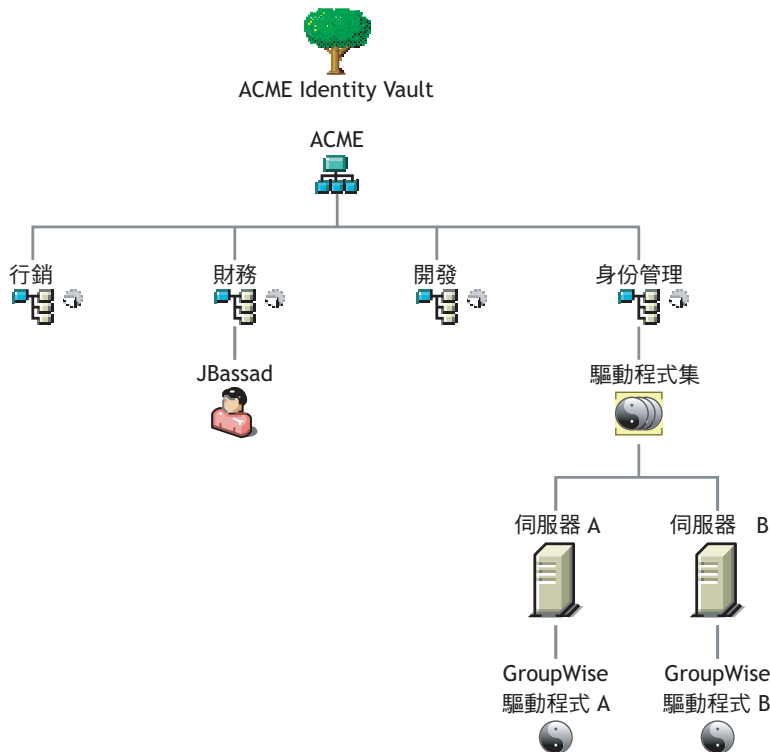 ACME Identity Vault
ACME
行銷
財務
開發
身份管理
JBassad
驅動程式集
伺服器 A
伺服器 B
GroupWise
驅動程式 A
GroupWise
驅動程式 B